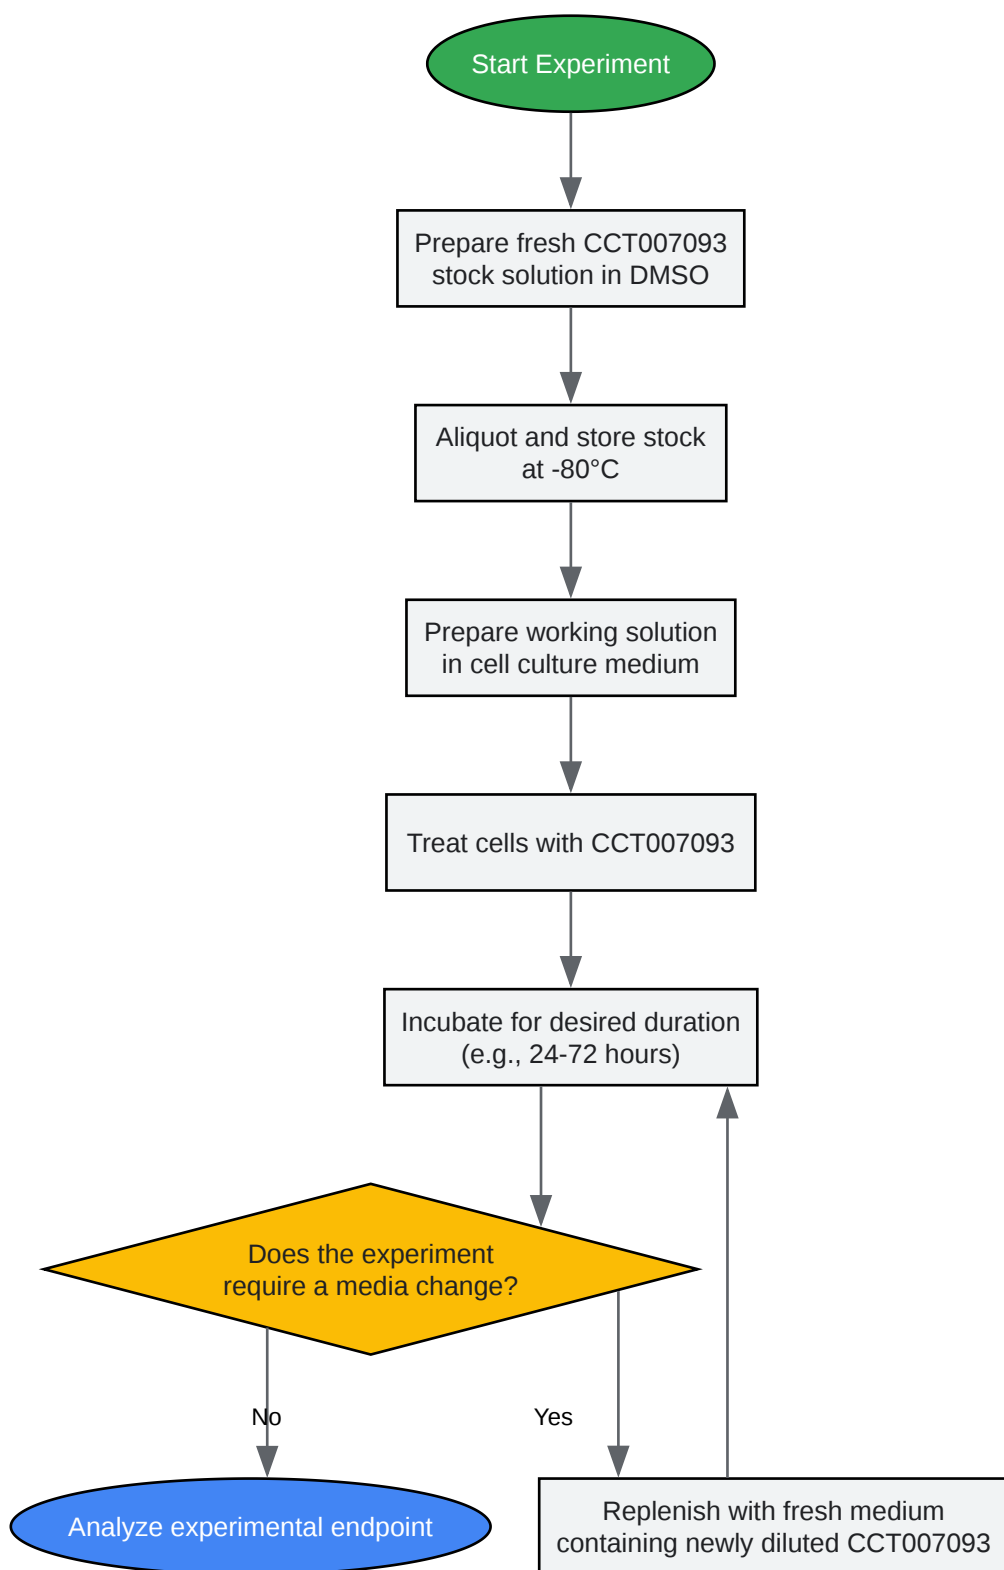 Start Experiment
Prepare fresh CCT007093
stock solution in DMSO
Aliquot and store stock
at -80°C
Prepare working solution
in cell culture medium
Treat cells with CCT007093
Incubate for desired duration
(e.g., 24-72 hours)
Does the experiment
require a media change?
No
Yes
Analyze experimental endpoint
Replenish with fresh medium
containing newly diluted CCT007093